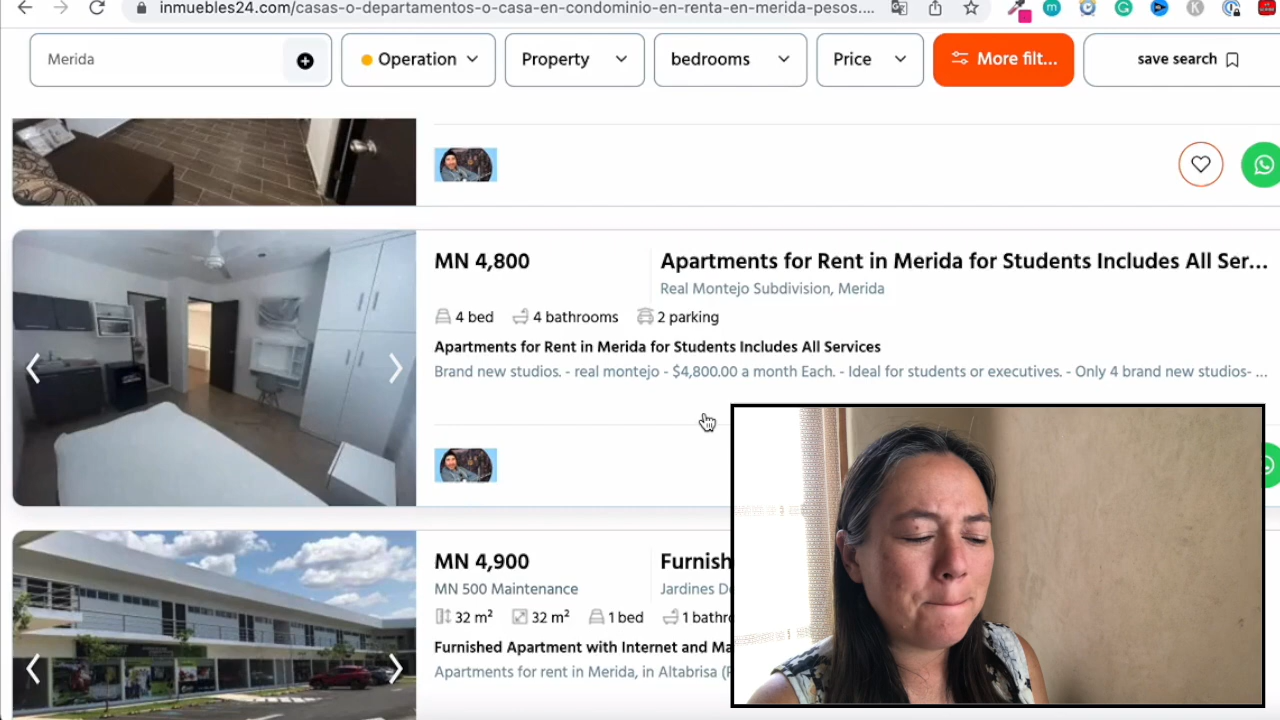 inmuebles24.com/casas-o-departamentos-o-casa-en-condominio-en-renta-en-merida-pesos....
Merida
Operation
Property
bedrooms
Price
More filt...
save search
MN 4,800
Apartments for Rent in Merida for Students Includes All Ser...
Real Montejo Subdivision, Merida
4 bed 4 bathrooms 2 parking
Apartments for Rent in Merida for Students Includes All Services
Brand new studios. - real montejo - $4,800.00 a month Each. - Ideal for students or executives. - Only 4 brand new studios- ...
MN 4,900
Furnish
MN 500 Maintenance
Jardines D
32 m² 32 m² 1 bed 1 bathr
Furnished Apartment with Internet and Ma
Apartments for rent in Merida, in Altabrisa (